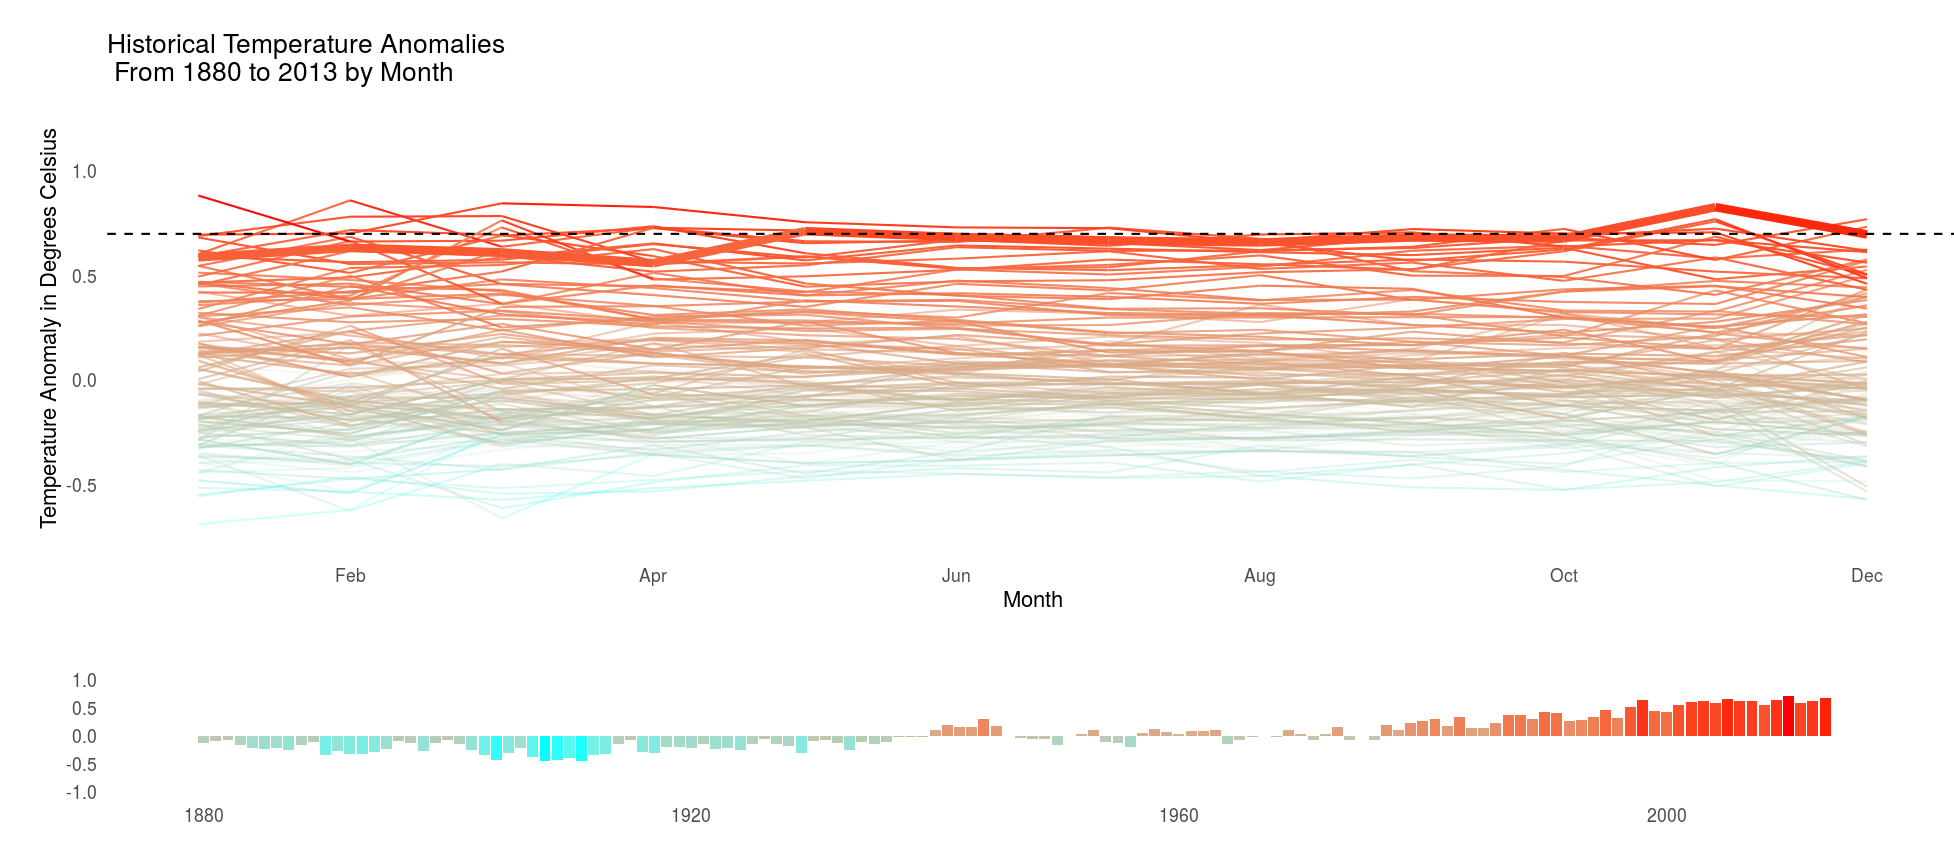 Historical Temperature Anomalies
From 1880 to 2013 by Month
Temperature Anomaly in Degrees Celsius
1.0
0.5
0.0
-0.5
Feb Apr Jun Aug Oct Dec
Month
1.0
0.5
0.0
-0.5
-1.0
1880 1920 1960 2000